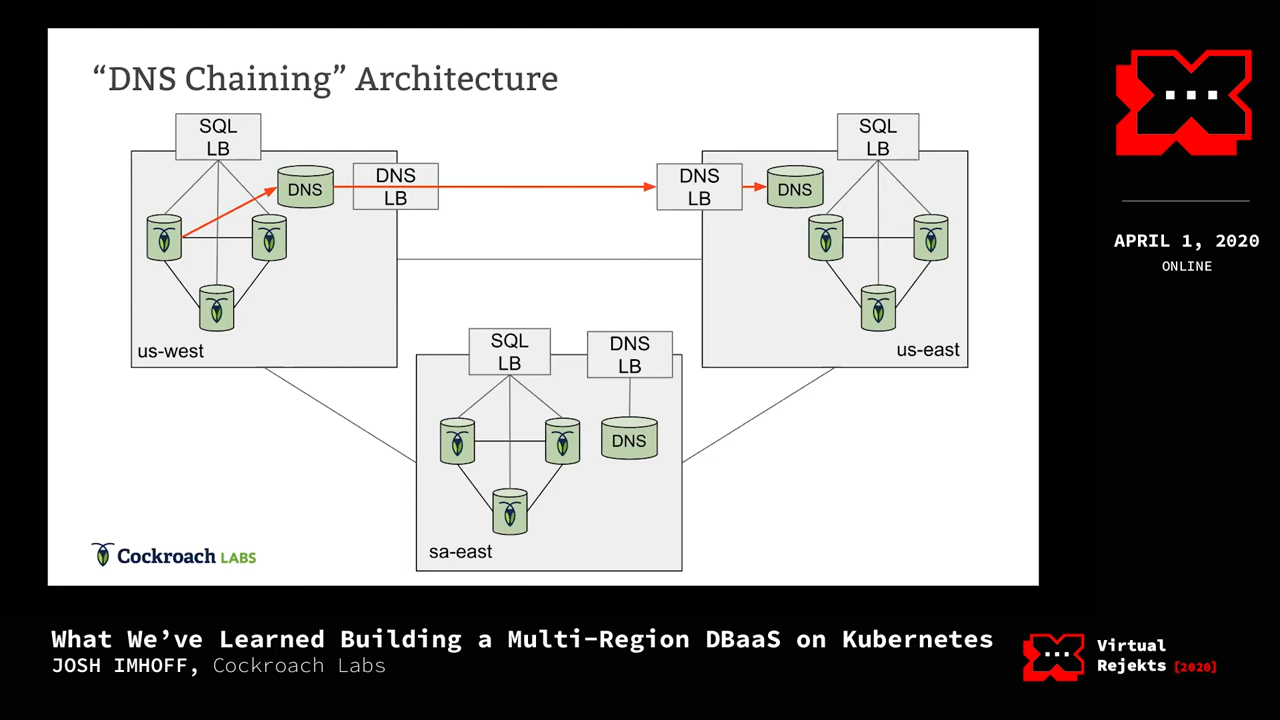 “DNS Chaining” Architecture
SQL
LB
DNS
DNS
LB
us-west
DNS
LB
DNS
SQL
LB
us-east
SQL
LB
DNS
LB
DNS
sa-east
Cockroach LABS
APRIL 1, 2020
ONLINE
What We’ve Learned Building a Multi-Region DBaaS on Kubernetes
JOSH IMHOFF, Cockroach Labs
Virtual
Rejekts [2020]